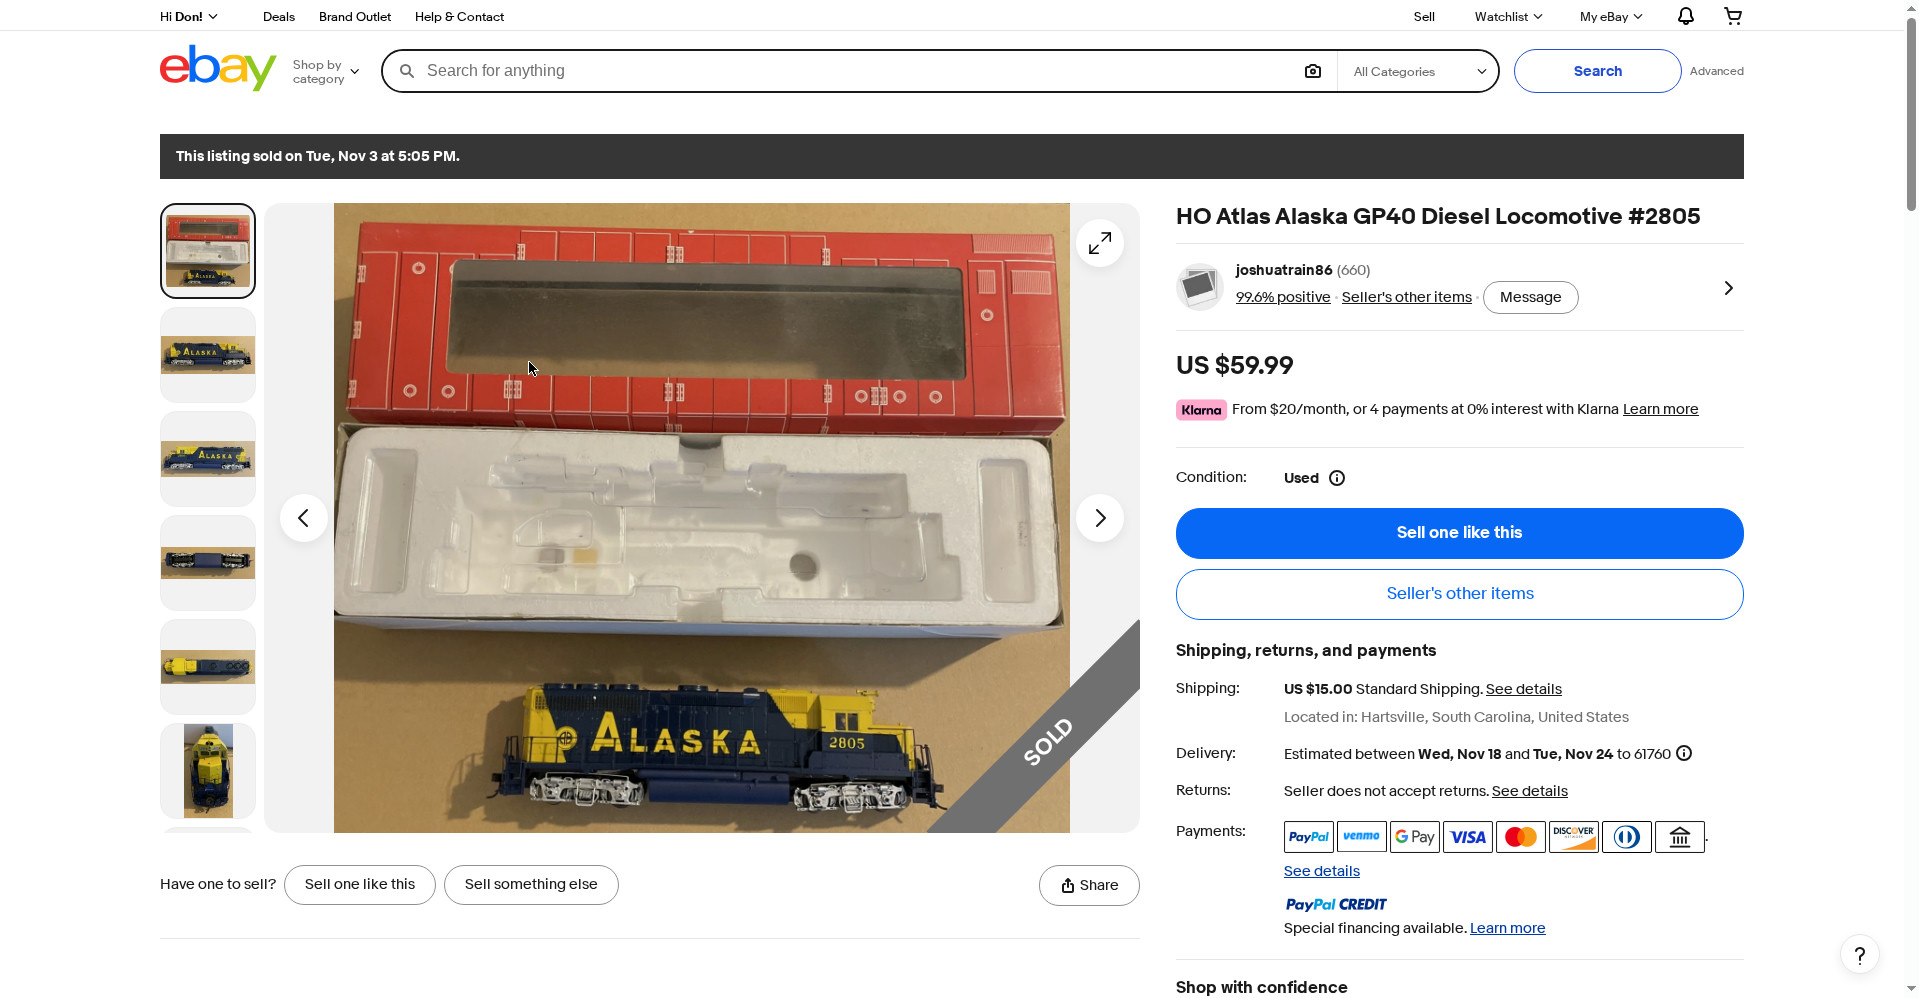 Hi Don!
Deals
Brand Outlet
Help & Contact
Sell
Watchlist
My eBay
ebay
Shop by
category
Search for anything
All Categories
Search
Advanced
This listing sold on Tue, Nov 3 at 5:05 PM.
ALASKA
2805
SOLD
HO Atlas Alaska GP40 Diesel Locomotive #2805
joshuatrain86 (660)
99.6% positive · Seller's other items · Message
US $59.99
Klarna From $20/month, or 4 payments at 0% interest with Klarna Learn more
Condition: Used
Sell one like this
Seller's other items
Shipping, returns, and payments
Shipping: US $15.00 Standard Shipping. See details
Located in: Hartsville, South Carolina, United States
Delivery: Estimated between Wed, Nov 18 and Tue, Nov 24 to 61760
Returns: Seller does not accept returns. See details
Payments: PayPal venmo G Pay VISA DISCOVER .
See details
PayPal CREDIT
Special financing available. Learn more
Have one to sell? Sell one like this Sell something else
Share
?
Shop with confidence